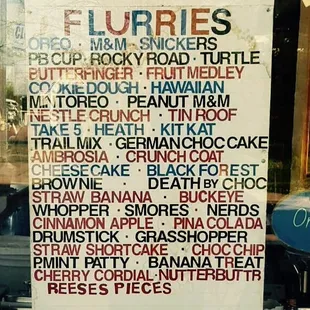 FLURRIES
OREO · M&M · SNICKERS
PB CUP · ROCKY ROAD · TURTLE
BUTTERFINGER · FRUIT MEDLEY
COOKIE DOUGH · HAWAIIAN
MINTOREO · PEANUT M&M
NESTLE CRUNCH · TIN ROOF
TAKE 5 · HEATH · KIT KAT
TRAIL MIX · GERMAN CHOC CAKE
AMBROSIA · CRUNCH COAT
CHEESECAKE · BLACK FOREST
BROWNIE · DEATH BY CHOC
STRAW BANANA · BUCKEYE
WHOPPER · SMORES · NERDS
CINNAMON APPLE · PINA COLADA
DRUMSTICK · GRASSHOPPER
STRAW SHORTCAKE · CHOC CHIP
P.MINT PATTY · BANANA TREAT
CHERRY CORDIAL · NUTTERBUTTR
REESES PIECES